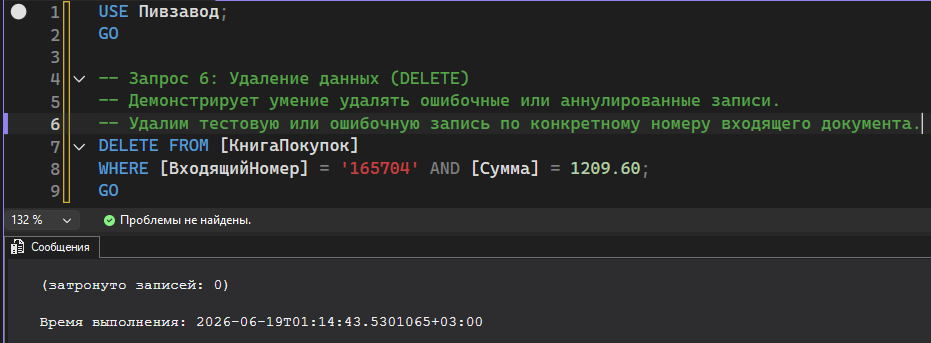 1 USE Пивзавод;
2 GO
3
4 -- Запрос 6: Удаление данных (DELETE)
5 -- Демонстрирует умение удалять ошибочные или аннулированные записи.
6 -- Удалим тестовую или ошибочную запись по конкретному номеру входящего документа.
7 DELETE FROM [КнигаПокупок]
8 WHERE [ВходящийНомер] = '165704' AND [Сумма] = 1209.60;
9 GO
132 % Проблемы не найдены.
Сообщения
(затронуто записей: 0)
Время выполнения: 2026-06-19T01:14:43.5301065+03:00